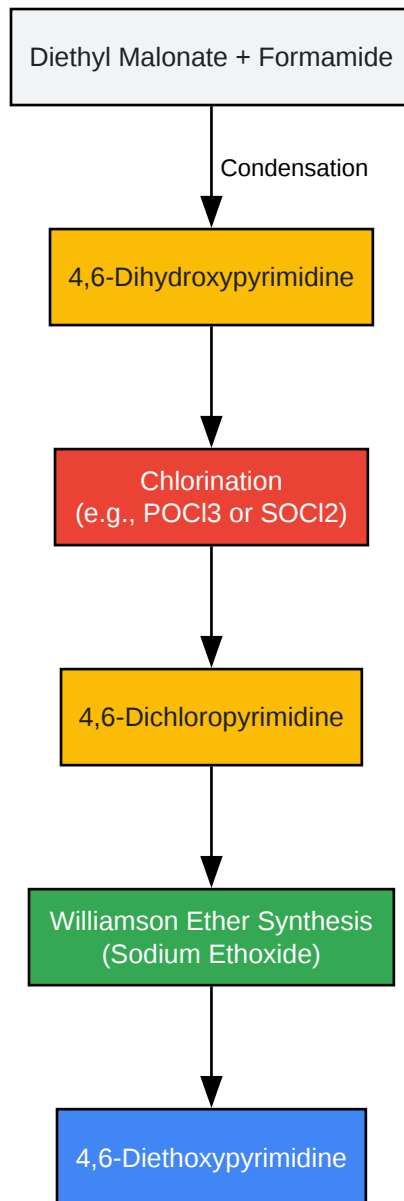 Diethyl Malonate + Formamide
Condensation
4,6-Dihydroxypyrimidine
Chlorination
(e.g., POCl3 or SOCl2)
4,6-Dichloropyrimidine
Williamson Ether Synthesis
(Sodium Ethoxide)
4,6-Diethoxypyrimidine